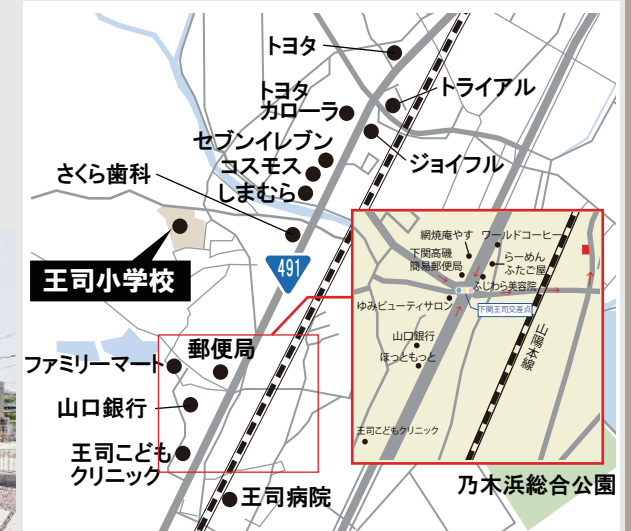 トヨタ
トライアル
トヨタ
カローラ
セブンイレブン
コスモス
しまむら
ジョイフル
さくら歯科
王司小学校
491
網焼庵やす
ワールドコーヒー
下関高磯
簡易郵便局
らーめん
ふたご屋
ふじわら美容院
ゆみビューティサロン
下関王司交差点
山口銀行
ほっともっと
山陽本線
王司こどもクリニック
郵便局
ファミリーマート
山口銀行
王司こども
クリニック
王司病院
乃木浜総合公園